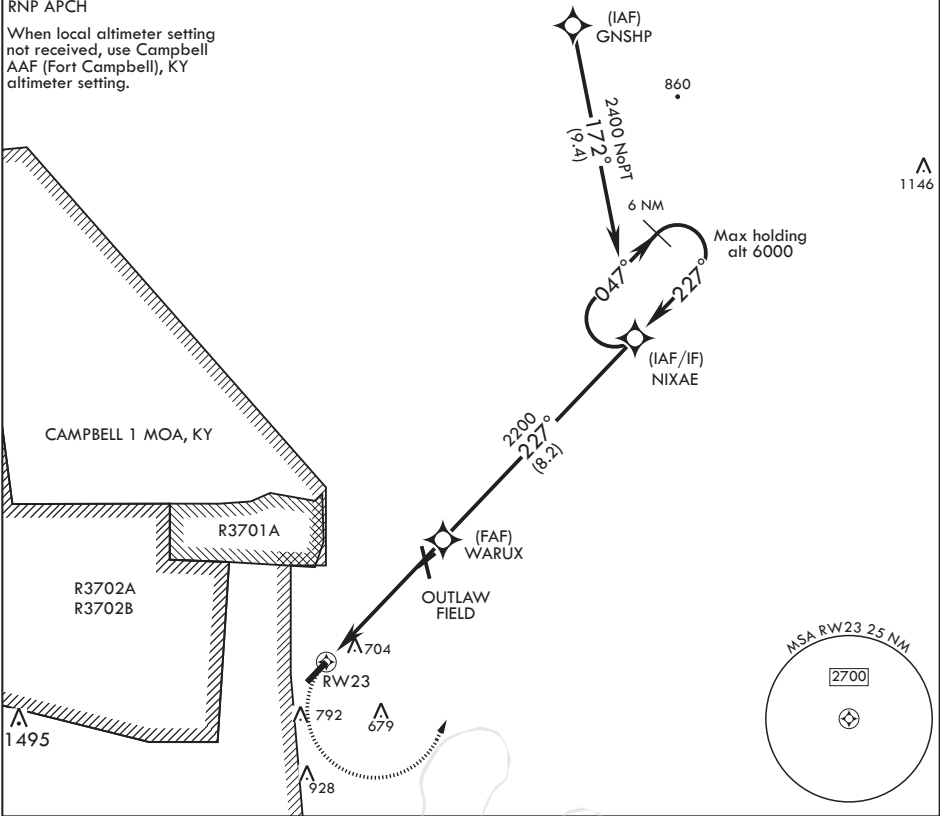 RNP APCH
When local altimeter setting
not received, use Campbell
AAF (Fort Campbell), KY
altimeter setting.
(IAF)
GNSHP
860
2400 NoPT
172°
(9.4)
1146
6 NM
Max holding
alt 6000
047°
227°
(IAF/IF)
NIXAE
2200
227°
(8.2)
CAMPBELL 1 MOA, KY
R3701A
(FAF)
WARUX
R3702A
R3702B
OUTLAW
FIELD
704
RW23
MSA RW23 25 NM
2700
792
679
1495
928